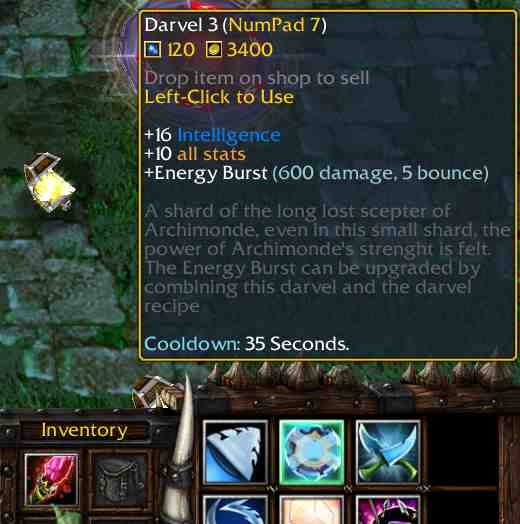 Darvel 3 (NumPad 7)
120 3400
Drop item on shop to sell
Left-Click to Use
+16 Intelligence
+10 all stats
+Energy Burst (600 damage, 5 bounce)
A shard of the long lost scepter of
Archimonde, even in this small shard, the
power of Archimonde's strenght is felt.
The Energy Burst can be upgraded by
combining this darvel and the darvel
recipe
Cooldown: 35 Seconds.
Inventory